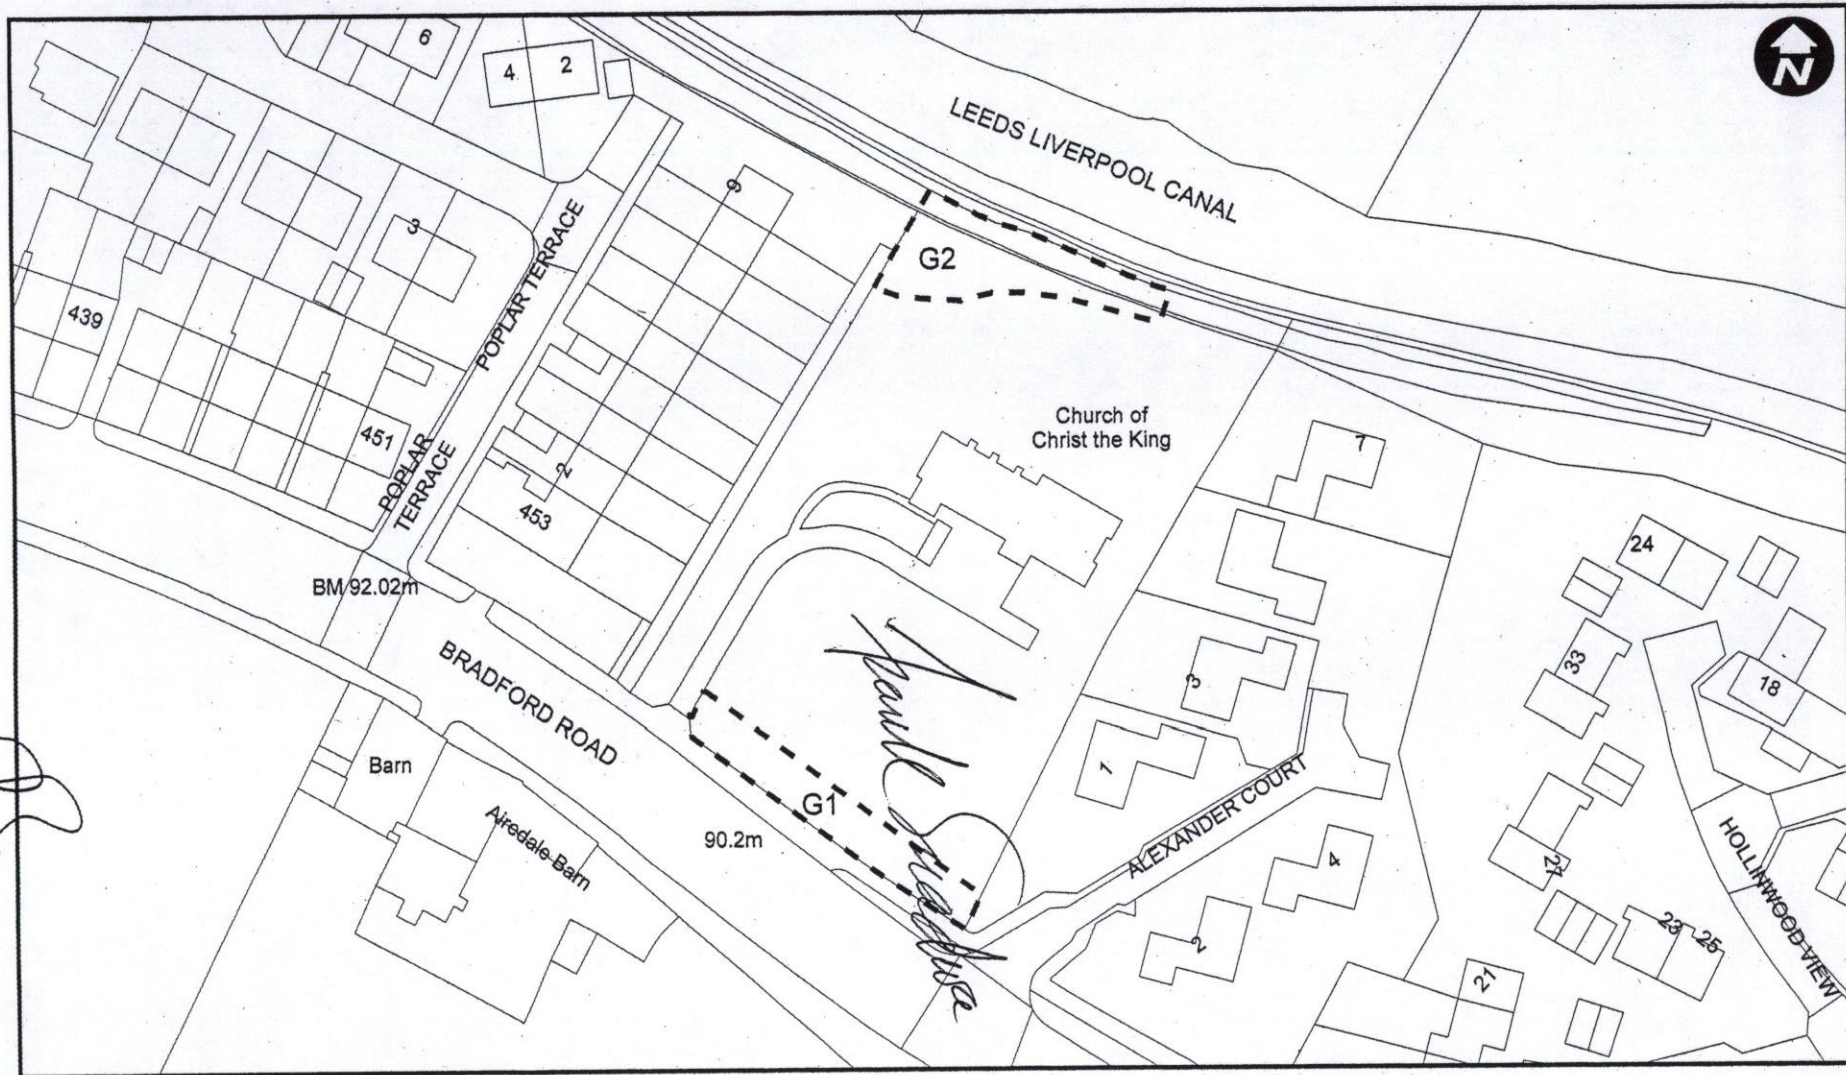 N
6
4
2
LEEDS LIVERPOOL CANAL
9
3
G2
POPLAR TERRACE
439
451
POPLAR
TERRACE
2
453
Church of
Christ the King
7
24
BM 92.02m
33
18
3
BRADFORD ROAD
1
Barn
G1
ALEXANDER COURT
Airedale Barn
90.2m
4
27
HOLLINWOOD VIEW
2
23
25
21